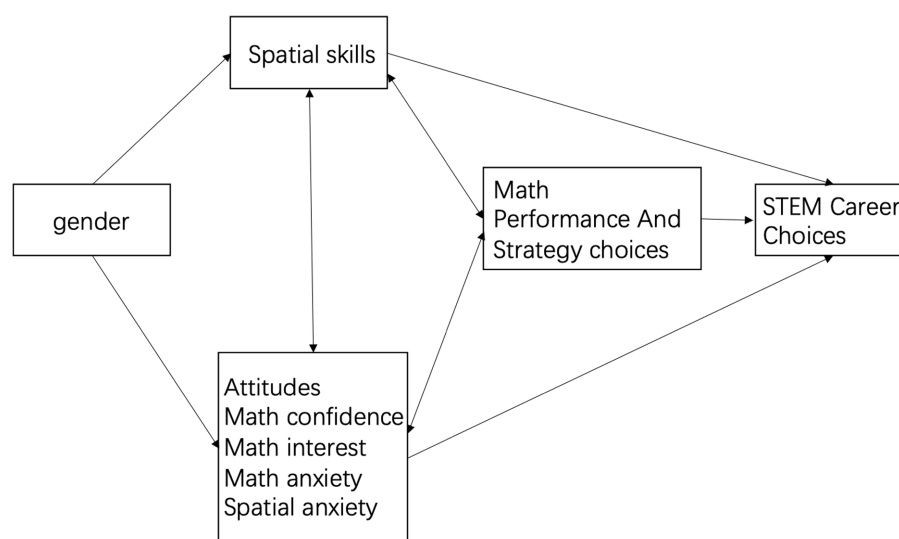 Spatial skills
gender
Math
Performance And
Strategy choices
STEM Career
Choices
Attitudes
Math confidence
Math interest
Math anxiety
Spatial anxiety